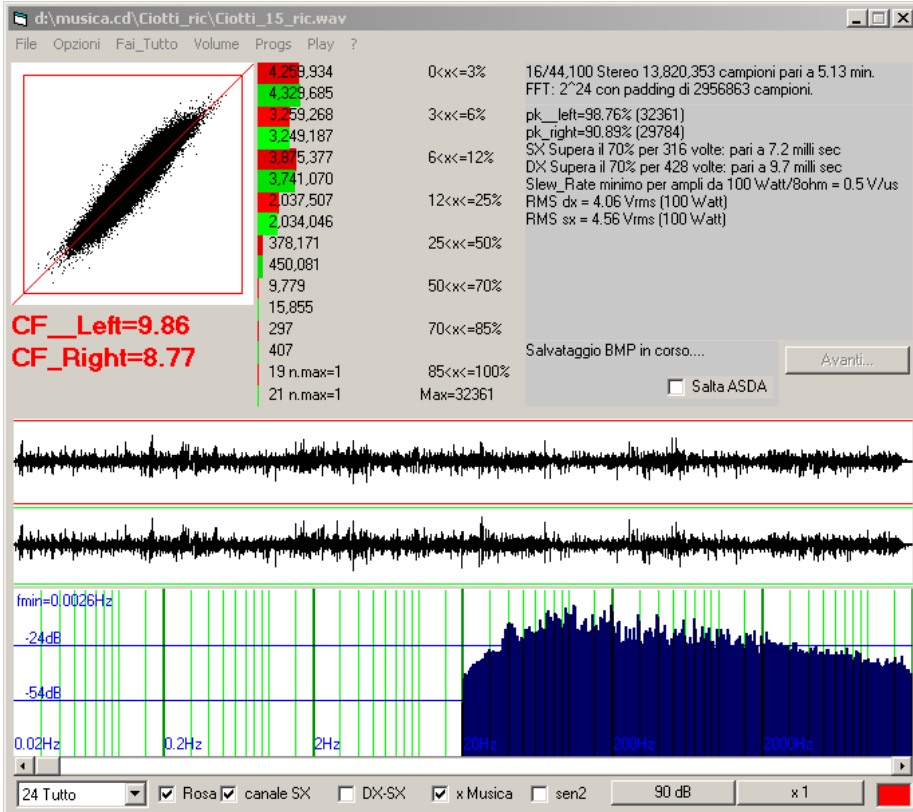 d:\musica.cd\Ciotti_ric\Ciotti_15_ric.wav
File Opzioni Fai_Tutto Volume Progs Play ?
4,259,934 0<x<=3%
4,329,685
3,259,268 3<x<=6%
3,249,187
3,875,377 6<x<=12%
3,741,070
2,037,507 12<x<=25%
2,034,046
378,171 25<x<=50%
450,081
9,779 50<x<=70%
15,855
297 70<x<=85%
407
19 n.max=1 85<x<=100%
21 n.max=1 Max=32361
CF__Left=9.86
CF_Right=8.77
16/44,100 Stereo 13,820,353 campioni pari a 5.13 min.
FFT: 2^24 con padding di 2956863 campioni.
pk__left=98.76% (32361)
pk_right=90.89% (29784)
SX Supera il 70% per 316 volte: pari a 7.2 milli sec
DX Supera il 70% per 428 volte: pari a 9.7 milli sec
Slew_Rate minimo per ampli da 100 Watt/8ohm = 0.5 V/us
RMS dx = 4.06 Vrms (100 Watt)
RMS sx = 4.56 Vrms (100 Watt)
Salvataggio BMP in corso....
Avanti...
Salta ASDA
fmin=0.0026Hz
-24dB
-54dB
0.02Hz 0.2Hz 2Hz 20Hz 200Hz 2000Hz
24 Tutto Rosa canale SX DX-SX x Musica sen2 90 dB x 1